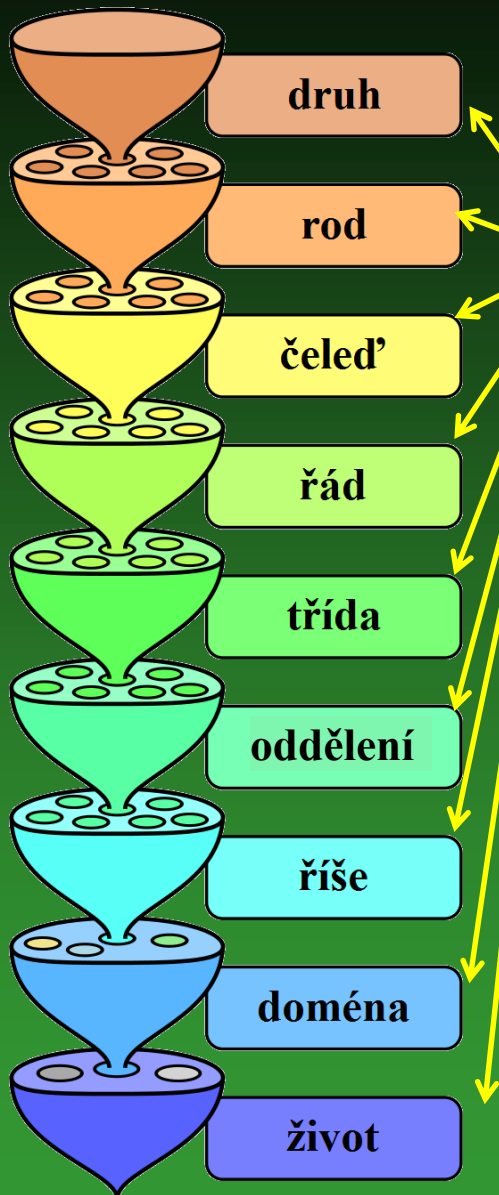 druh
rod
čeleď
řád
třída
oddělení
říše
doména
život